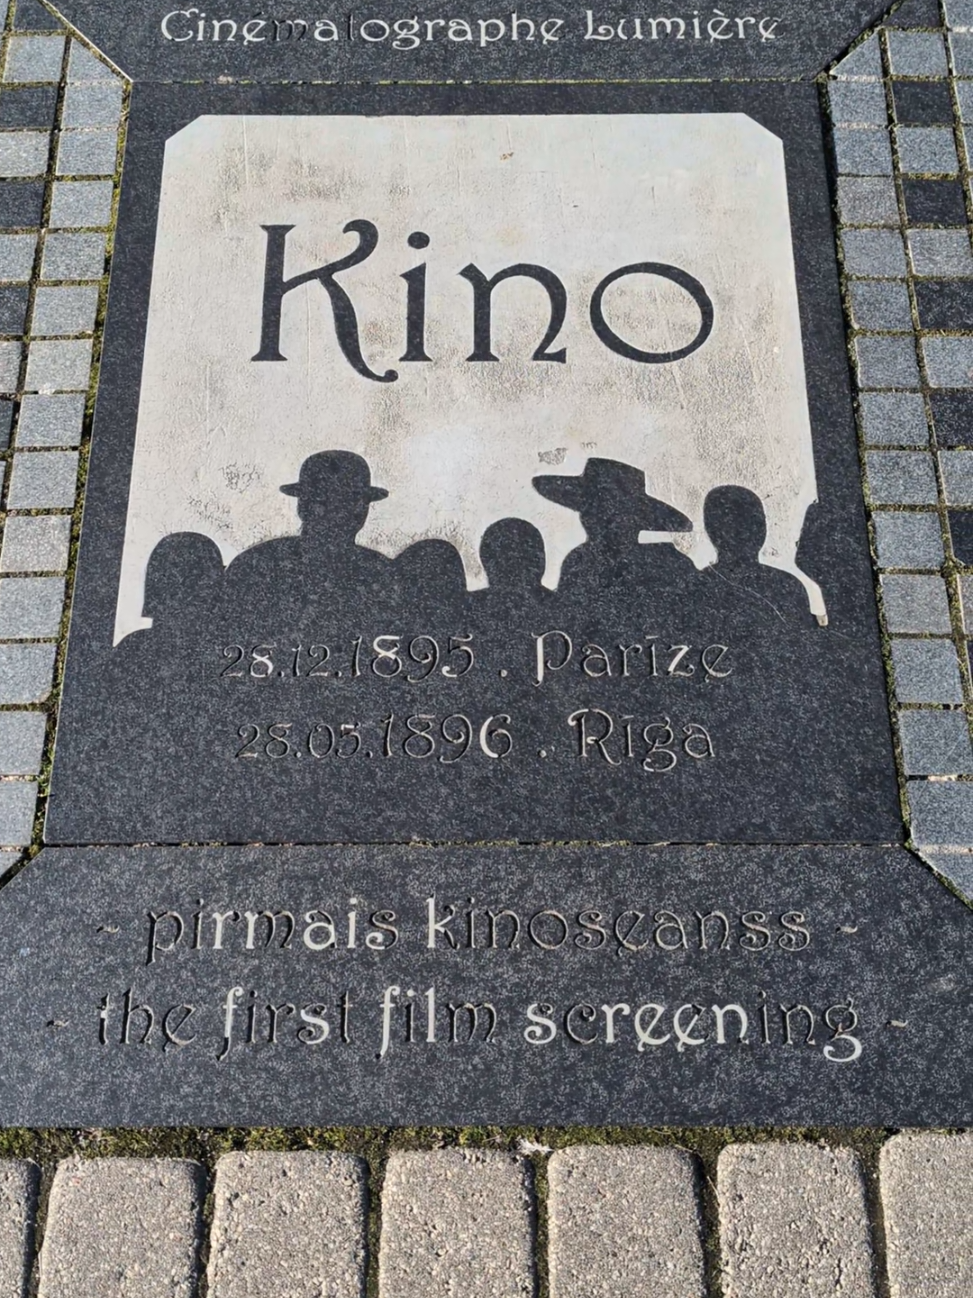 Cinématographe Lumière
Kino
28.12.1895 . Parīze
28.05.1896 . Rīga
~ pirmais kinoseanss ~
~ the first film screening ~